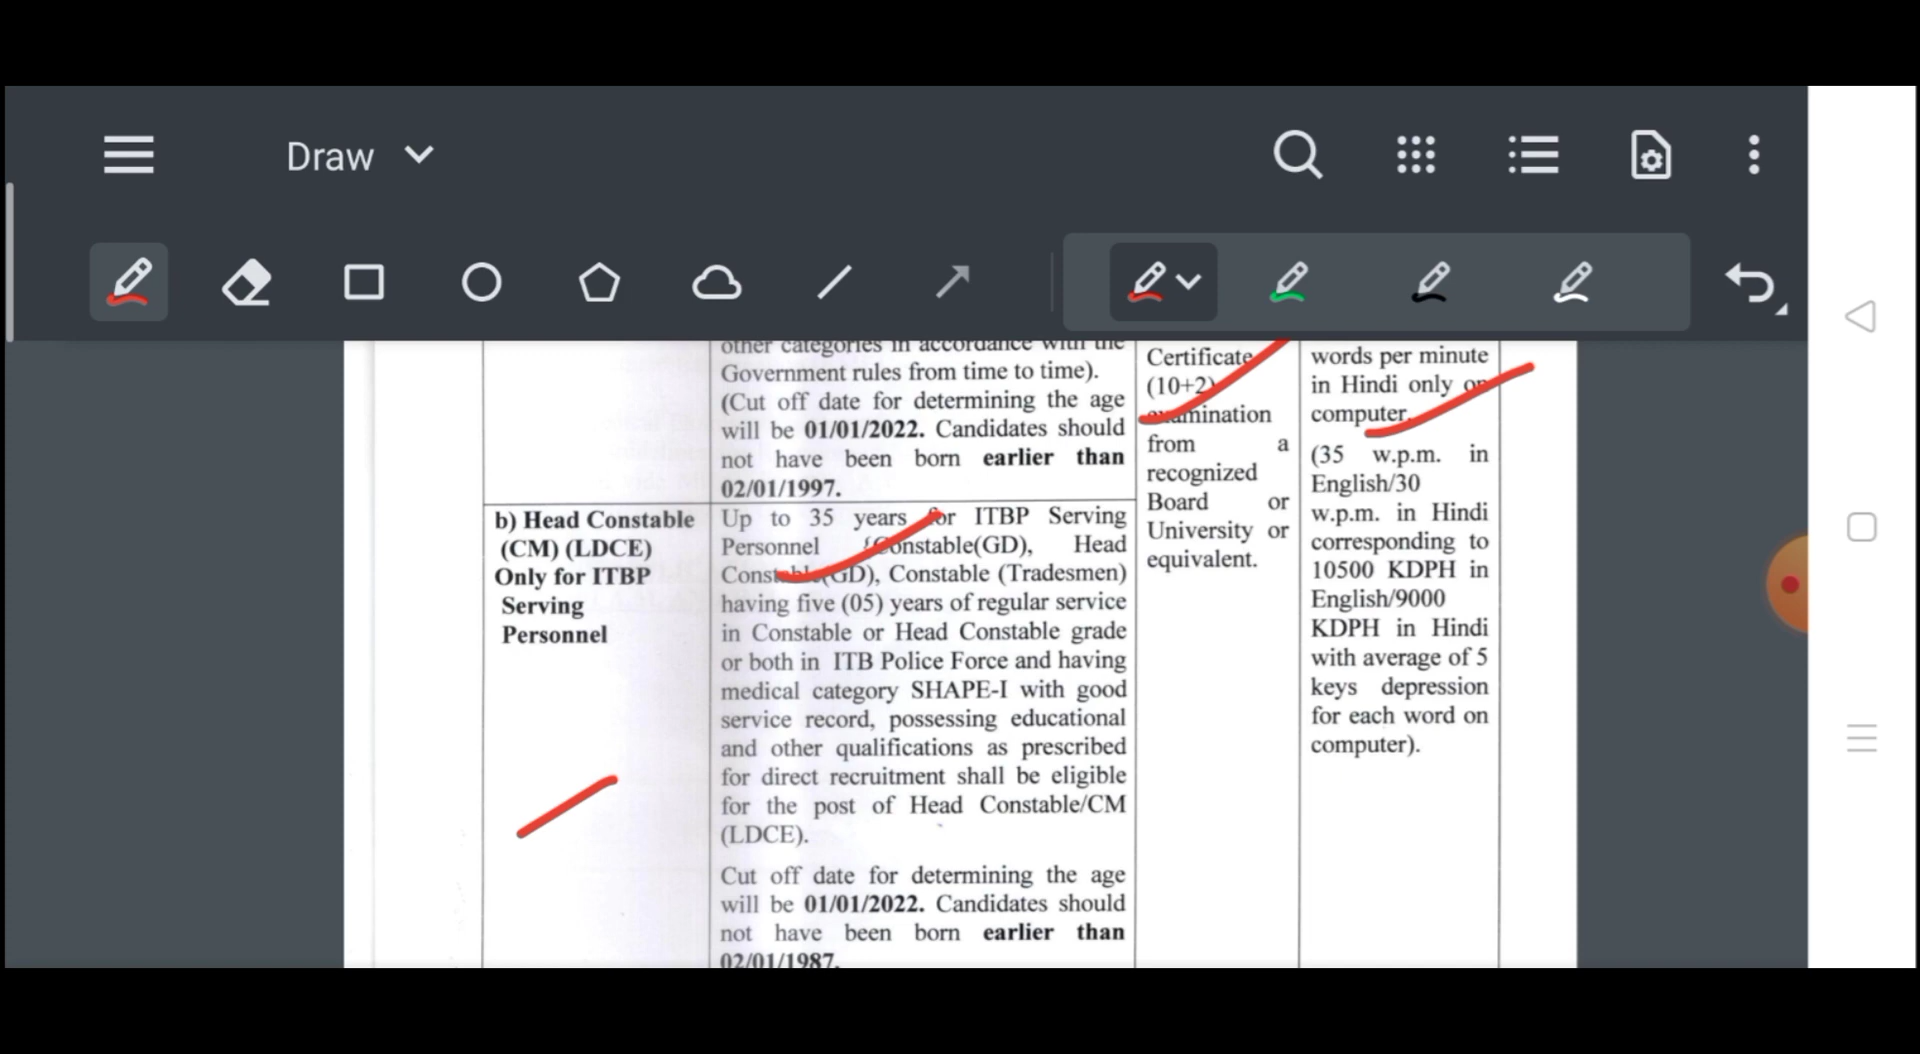 Draw
other categories in accordance with the
Government rules from time to time).
(Cut off date for determining the age
will be 01/01/2022. Candidates should
not have been born earlier than
02/01/1997.
b) Head Constable
(CM) (LDCE)
Only for ITBP
Serving
Personnel
Up to 35 years for ITBP Serving
Personnel {Constable(GD), Head
Constable(GD), Constable (Tradesmen)
having five (05) years of regular service
in Constable or Head Constable grade
or both in ITB Police Force and having
medical category SHAPE-I with good
service record, possessing educational
and other qualifications as prescribed
for direct recruitment shall be eligible
for the post of Head Constable/CM
(LDCE).
Cut off date for determining the age
will be 01/01/2022. Candidates should
not have been born earlier than
02/01/1987.
Certificate
(10+2)
examination
from a
recognized
Board or
University or
equivalent.
words per minute
in Hindi only on
computer.
(35 w.p.m. in
English/30
w.p.m. in Hindi
corresponding to
10500 KDPH in
English/9000
KDPH in Hindi
with average of 5
keys depression
for each word on
computer).